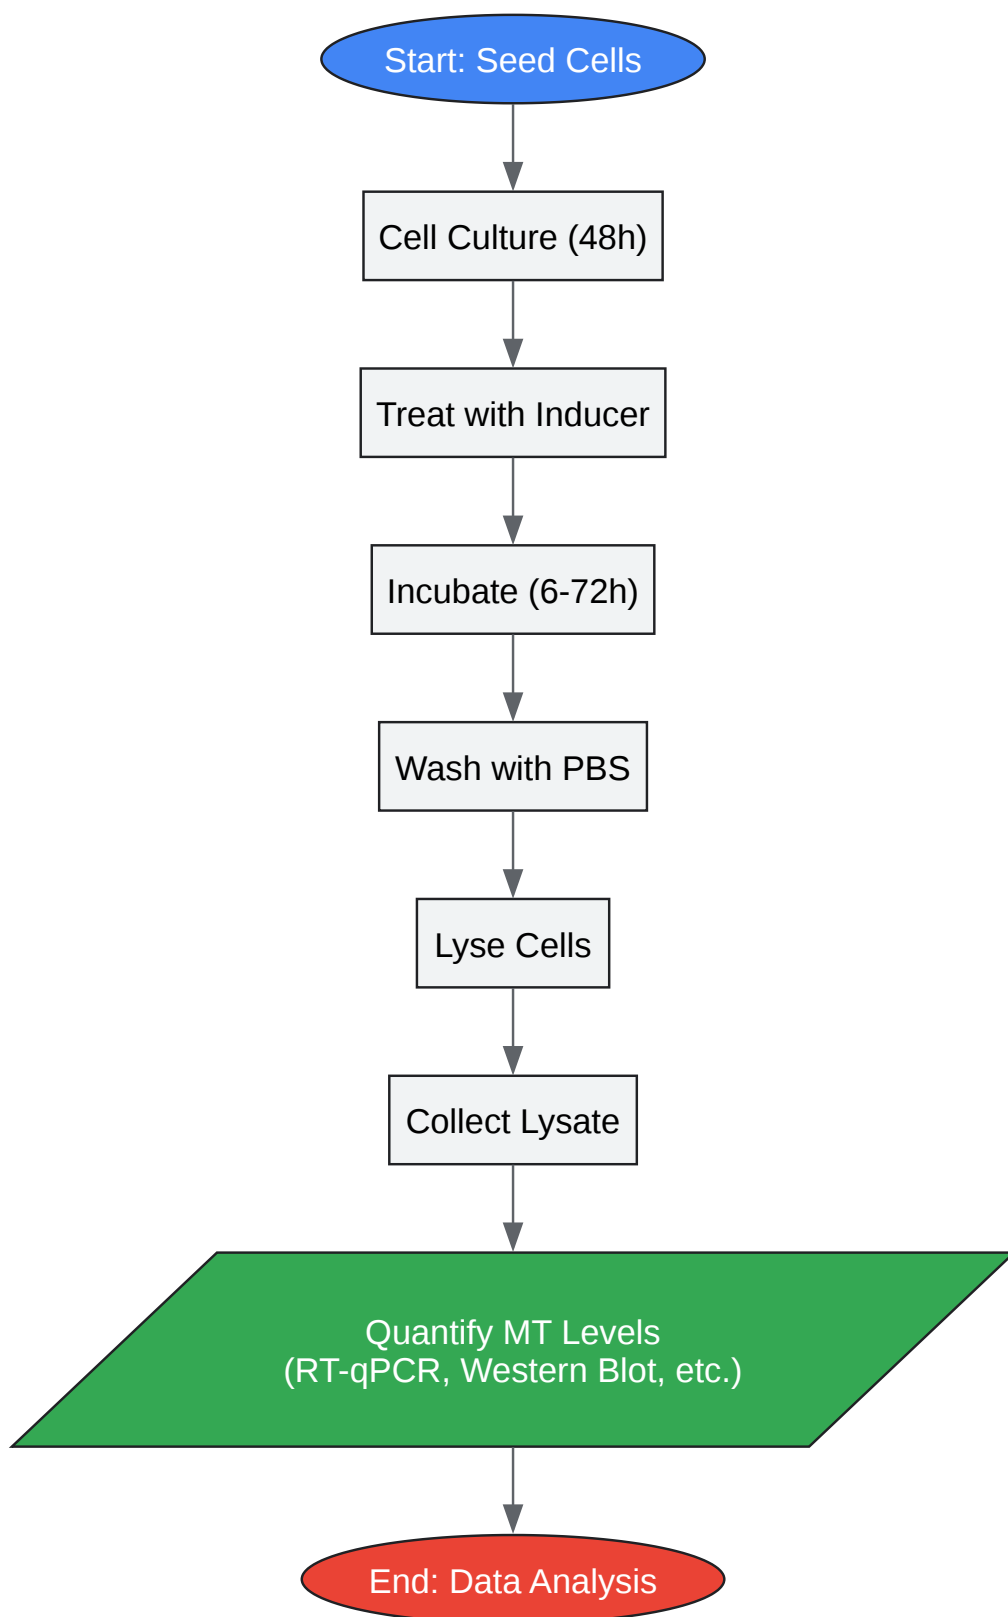 Start: Seed Cells
Cell Culture (48h)
Treat with Inducer
Incubate (6-72h)
Wash with PBS
Lyse Cells
Collect Lysate
Quantify MT Levels
(RT-qPCR, Western Blot, etc.)
End: Data Analysis